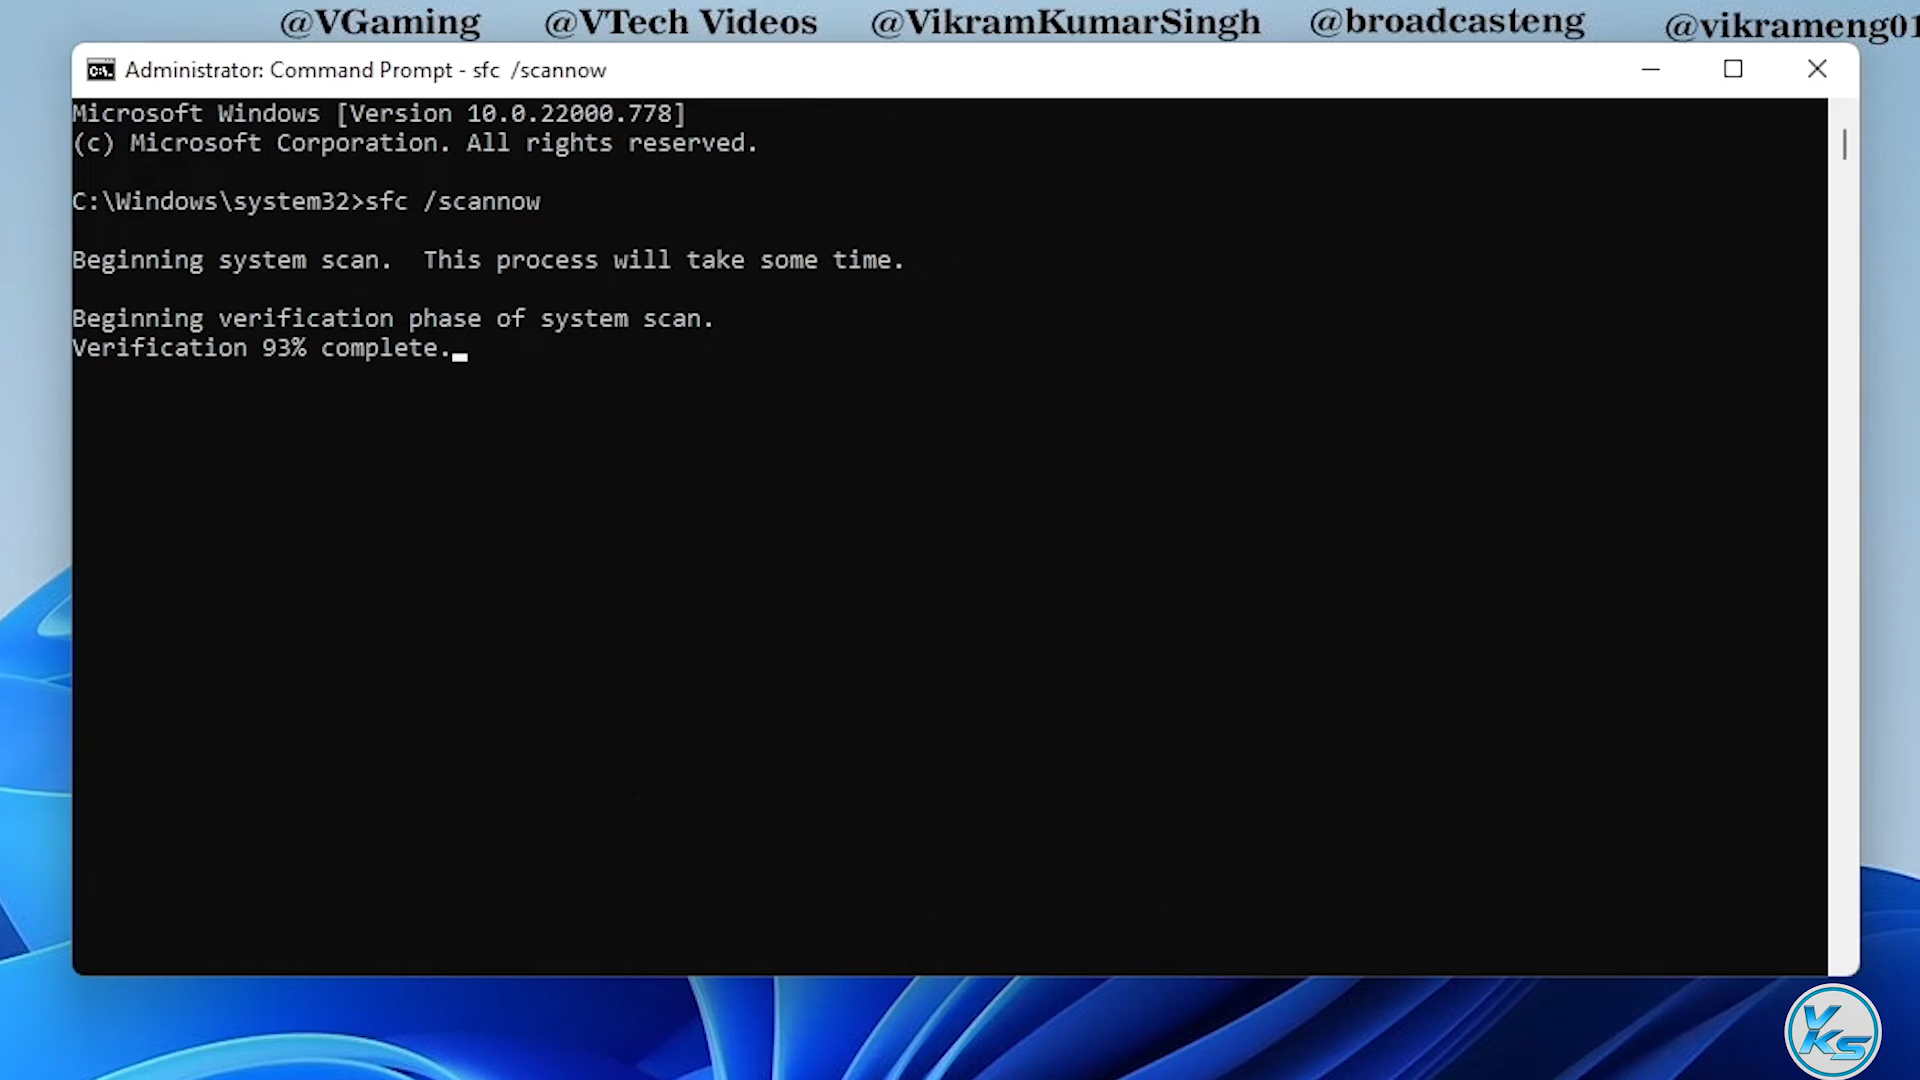 @VGaming @VTech Videos @VikramKumarSingh @broadcasteng @vikrameng01
Administrator: Command Prompt - sfc  /scannow
Microsoft Windows [Version 10.0.22000.778]
(c) Microsoft Corporation. All rights reserved.
C:\Windows\system32>sfc /scannow
Beginning system scan.  This process will take some time.
Beginning verification phase of system scan.
Verification 93% complete.
VKS